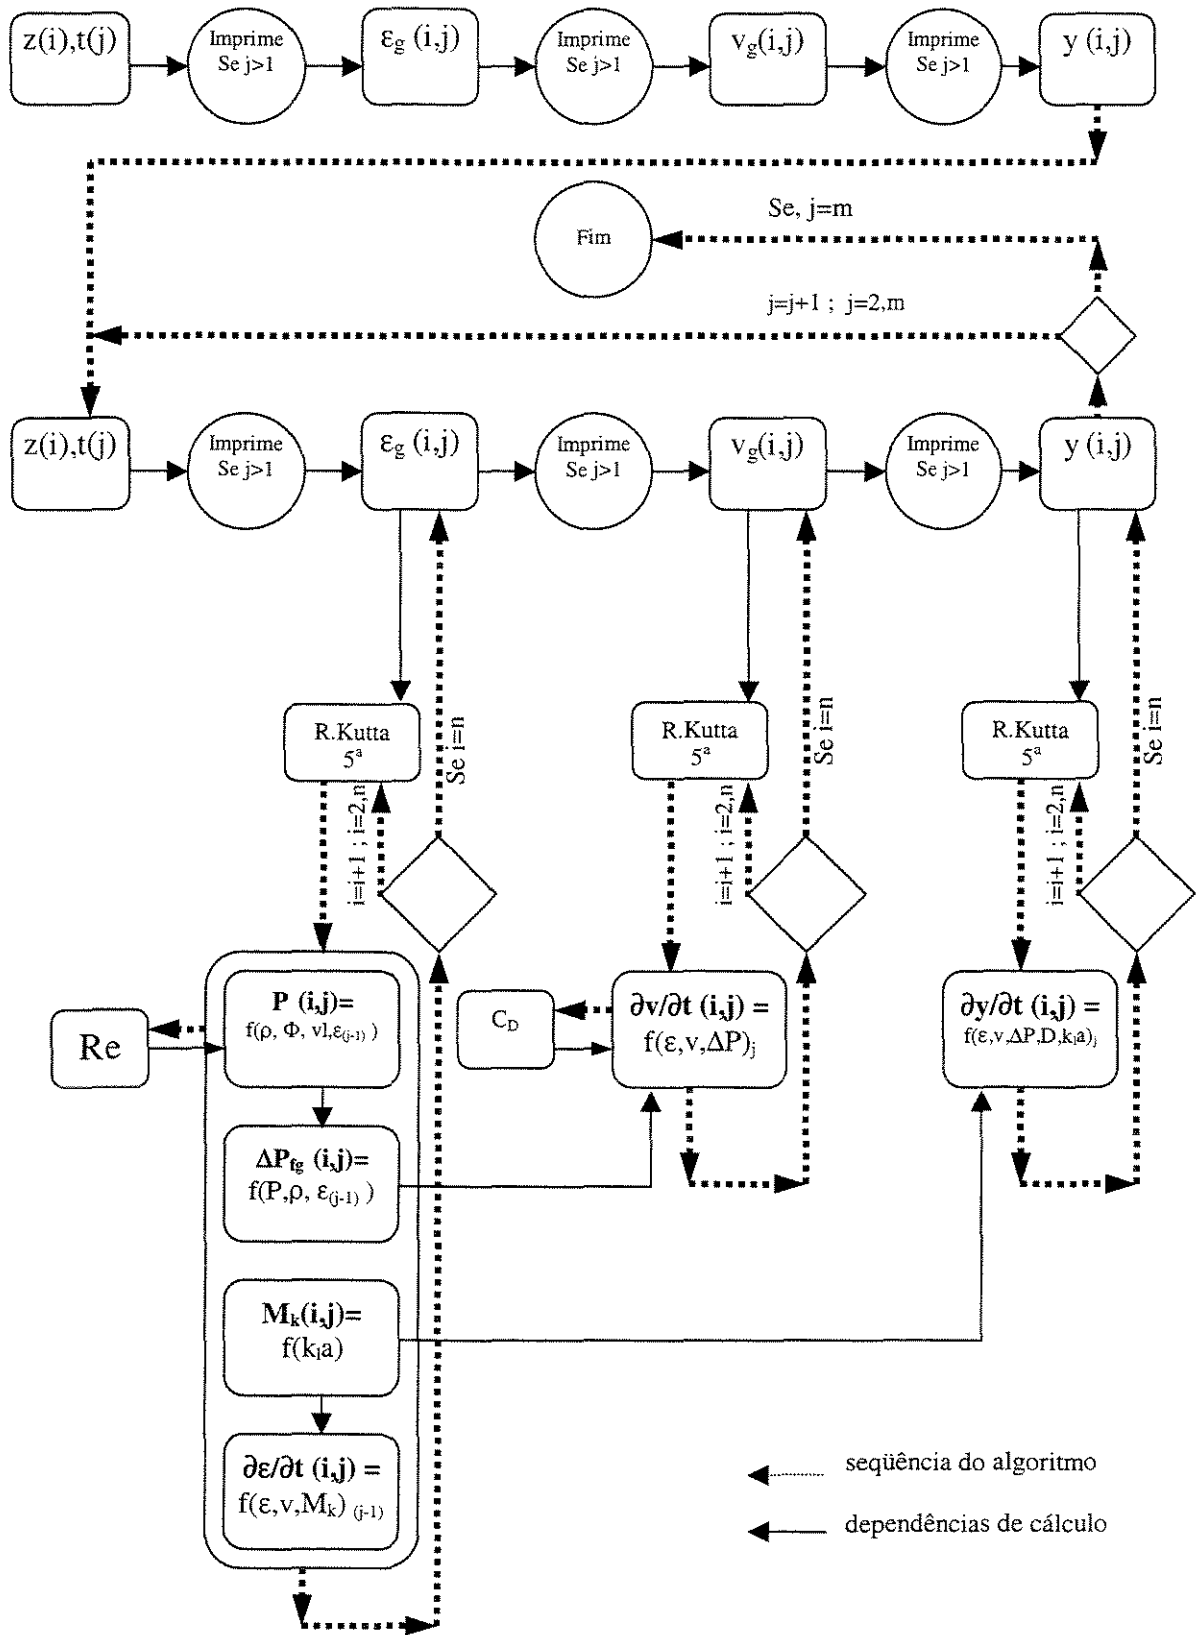 z(i),t(j)
Imprime
Se j>1
εg (i,j)
Imprime
Se j>1
vg(i,j)
Imprime
Se j>1
y (i,j)
Se, j=m
Fim
j=j+1 ; j=2,m
z(i),t(j)
Imprime
Se j>1
εg (i,j)
Imprime
Se j>1
vg(i,j)
Imprime
Se j>1
y (i,j)
R.Kutta
5ª
i=i+1 ; i=2,n
Se i=n
R.Kutta
5ª
i=i+1 ; i=2,n
Se i=n
R.Kutta
5ª
i=i+1 ; i=2,n
Se i=n
Re
P (i,j)=
f(ρ, Φ, vl,ε(j-1) )
CD
∂v/∂t (i,j) =
f(ε,v,ΔP)j
∂y/∂t (i,j) =
f(ε,v,ΔP,D,kla)j
ΔPfg (i,j)=
f(P,ρ, ε(j-1) )
Mk(i,j)=
f(kla)
∂ε/∂t (i,j) =
f(ε,v,Mk) (j-1)
seqüência do algoritmo
dependências de cálculo